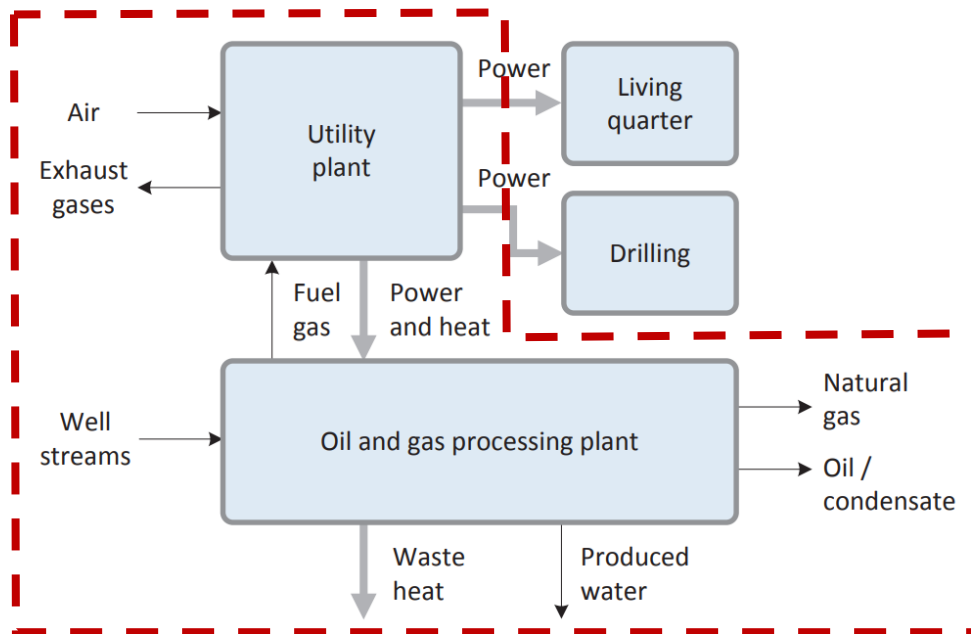 Power
Living
quarter
Air
Utility
plant
Exhaust
gases
Power
Drilling
Fuel
gas
Power
and heat
Natural
gas
Well
streams
Oil and gas processing plant
Oil /
condensate
Waste
heat
Produced
water